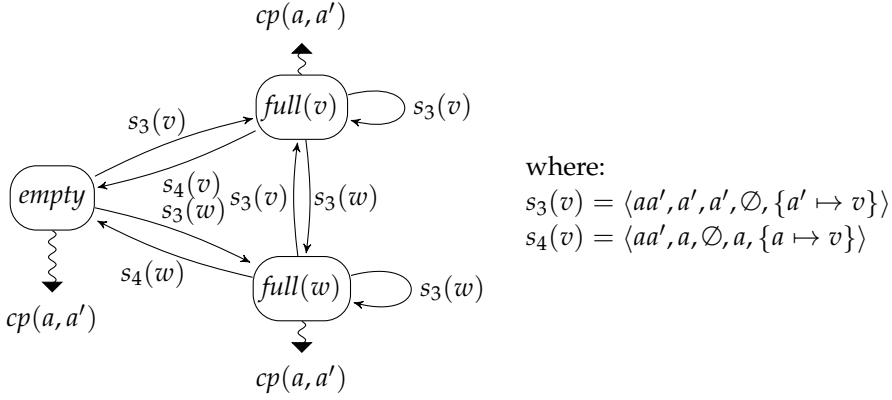 cp(a, a′)
full(v)
s₃(v)
s₃(v)
empty
s₄(v)
s₃(w)
s₃(v)
s₃(w)
s₄(w)
full(w)
s₃(w)
cp(a, a′)
cp(a, a′)
where:
s₃(v) = ⟨aa′, a′, a′, ∅, {a′ ↦ v}⟩
s₄(v) = ⟨aa′, a, ∅, a, {a ↦ v}⟩